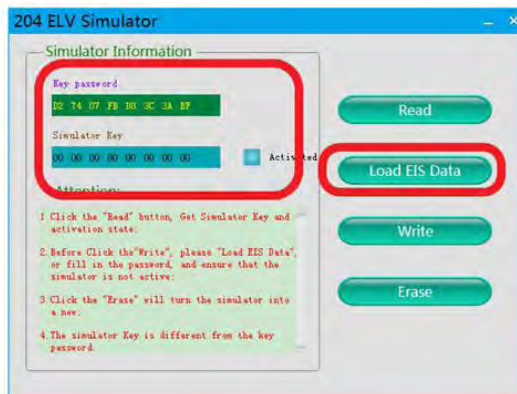 204 ELV Simulator
Simulator Information
Key password
D2 74 07 FB D8 3C 3A BF
Simulator Key
00 00 00 00 00 00 00 00
Activated
Attention:
1.Click the "Read" button, Get Simulator Key and
activation state;
2.Before Click the"Write", please "Load EIS Data",
or fill in the password, and ensure that the
simulator is not active;
3.Click the "Erase" will turn the simulator into
a new;
4.The simulator Key is different from the key
password.
Read
Load EIS Data
Write
Erase